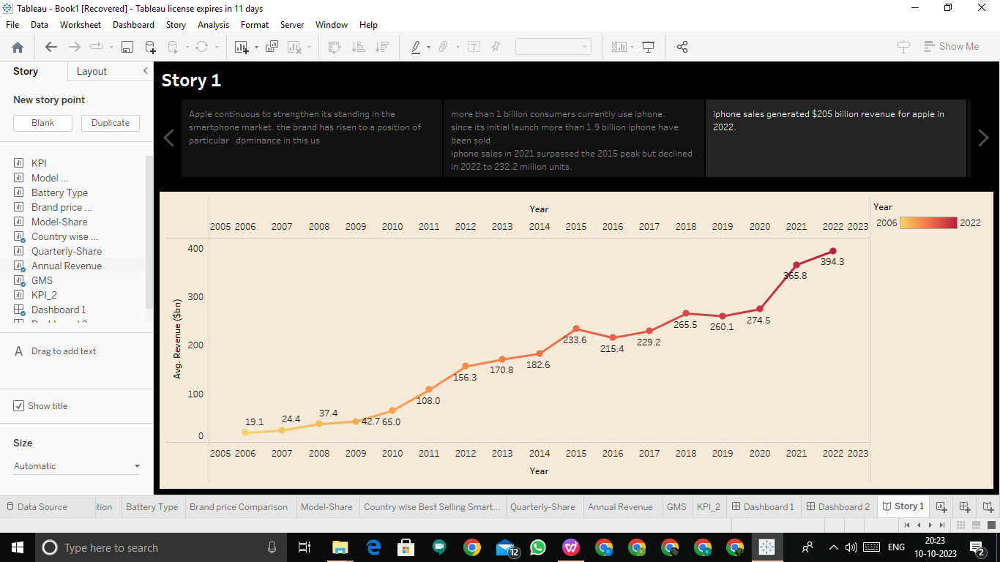 Tableau - Book1 [Recovered] - Tableau license expires in 11 days
File Data Worksheet Dashboard Story Analysis Format Server Window Help
Show Me
Story Layout
New story point
Blank Duplicate
KPI
Model ...
Battery Type
Brand price ...
Model-Share
Country wise ...
Quarterly-Share
Annual Revenue
GMS
KPI_2
Dashboard 1
Drag to add text
Show title
Size
Automatic
Story 1
Apple continuous to strengthen its standing in the
smartphone market. the brand has risen to a position of
particular dominance in this us
more than 1 billion consumers currently use iphone.
since its initial launch more than 1.9 billion iphone have
been sold .
iphone sales in 2021 surpassed the 2015 peak but declined
in 2022 to 232.2 million units.
iphone sales generated $205 billion revenue for apple in
2022.
Year
2005 2006 2007 2008 2009 2010 2011 2012 2013 2014 2015 2016 2017 2018 2019 2020 2021 2022 2023
Avg. Revenue ($bn)
400
300
200
100
0
19.1
24.4
37.4
42.7
65.0
108.0
156.3
170.8
182.6
233.6
215.4
229.2
265.5
260.1
274.5
365.8
394.3
2005 2006 2007 2008 2009 2010 2011 2012 2013 2014 2015 2016 2017 2018 2019 2020 2021 2022 2023
Year
Year
2006 2022
Data Source tion Battery Type Brand price Comparison Model-Share Country wise Best Selling Smart... Quarterly-Share Annual Revenue GMS KPI_2 Dashboard 1 Dashboard 2 Story 1
Type here to search
12
ENG
20:23
10-10-2023
2